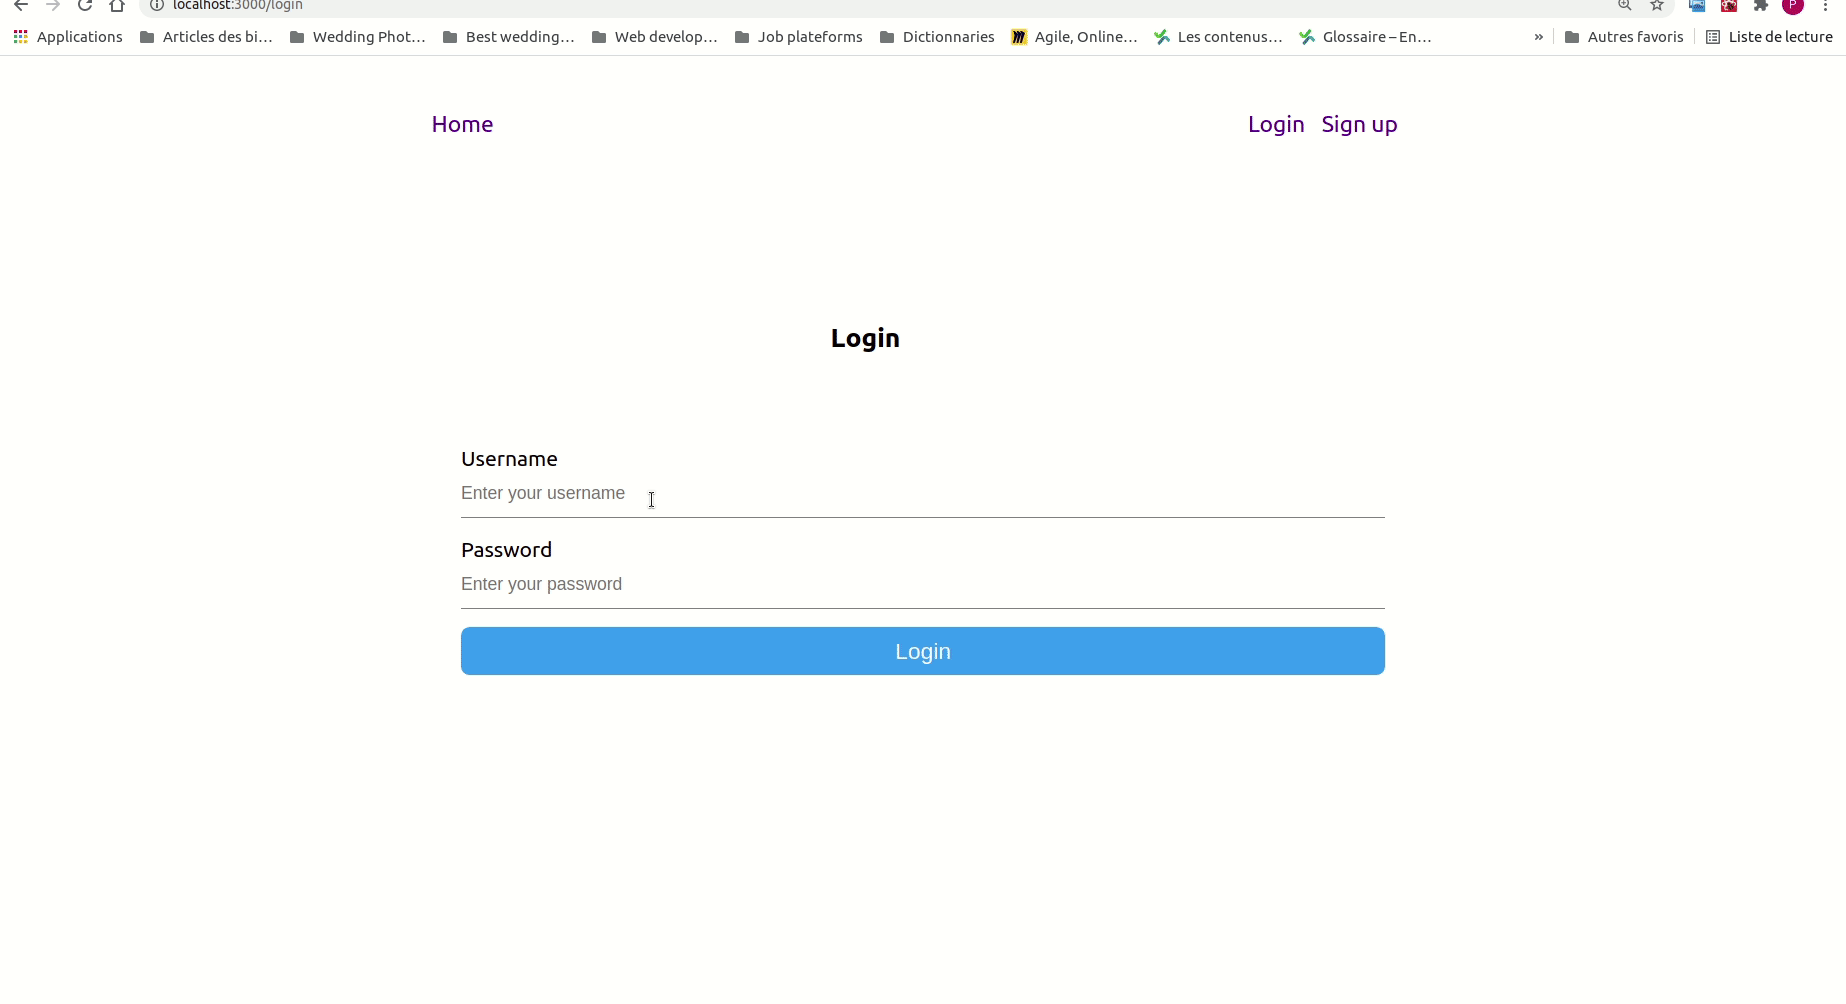 localhost:3000/login
P
Applications Articles des bi... Wedding Phot... Best wedding... Web develop... Job plateforms Dictionnaries Agile, Online... Les contenus... Glossaire – En... » Autres favoris Liste de lecture
Home Login Sign up
Login
Username
Enter your username
Password
Enter your password
Login